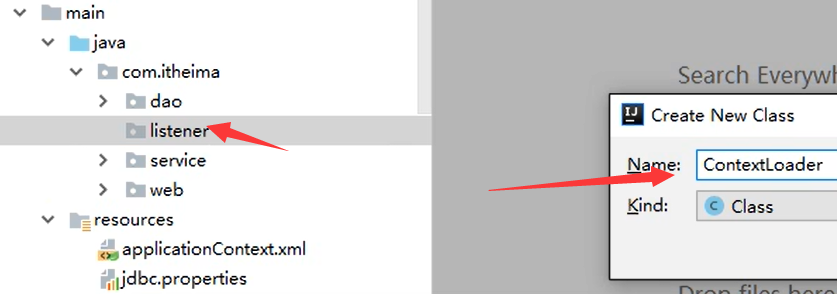 main
java
com.itheima
dao
listener
service
web
resources
applicationContext.xml
jdbc.properties
Search Everywh
IJ
Create New Class
Name: ContextLoader
Kind: C Class
Drop files here